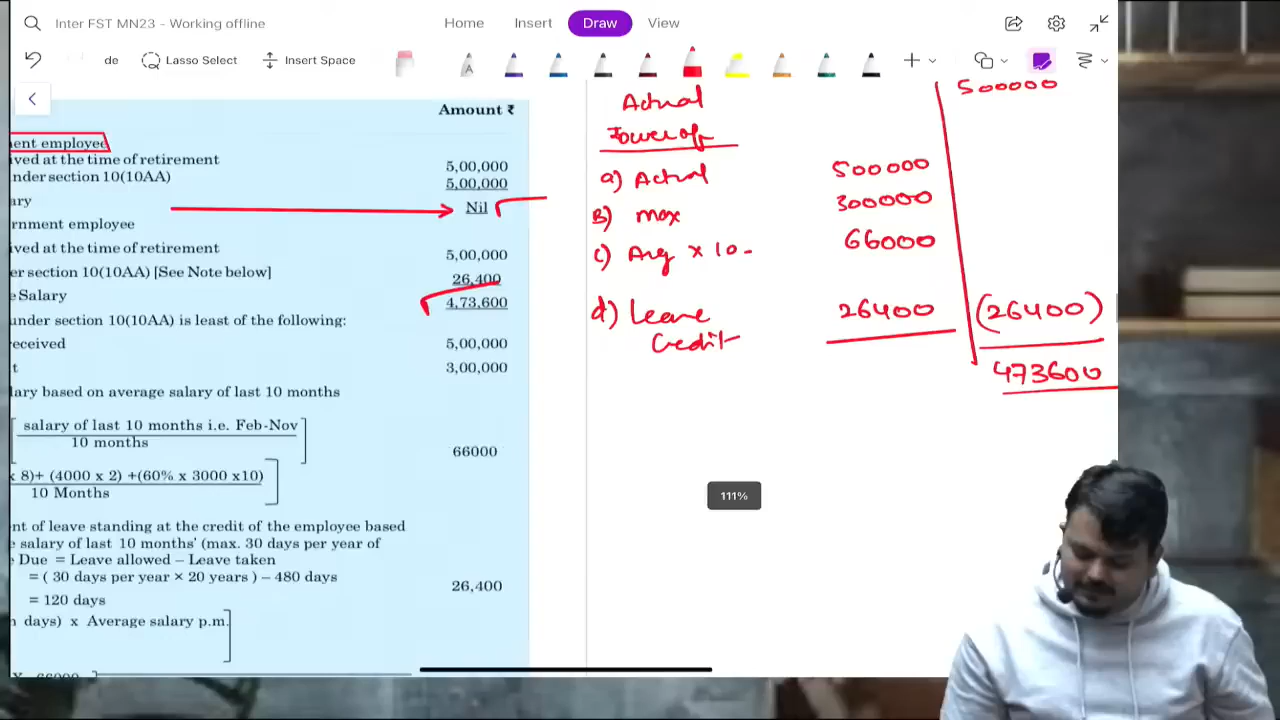 Inter FST MN23 - Working offline
Home
Insert
Draw
View
de
Lasso Select
Insert Space
A
Amount ₹
ent employee
ived at the time of retirement
5,00,000
nder section 10(10AA)
5,00,000
ary
Nil
rnment employee
ived at the time of retirement
5,00,000
er section 10(10AA) [See Note below]
26,400
e Salary
4,73,600
under section 10(10AA) is least of the following:
eceived
5,00,000
t
3,00,000
lary based on average salary of last 10 months
salary of last 10 months i.e. Feb-Nov
10 months
66000
x 8)+ (4000 x 2) +(60% x 3000 x10)
10 Months
nt of leave standing at the credit of the employee based
e salary of last 10 months' (max. 30 days per year of
Due = Leave allowed – Leave taken
= ( 30 days per year × 20 years ) – 480 days
26,400
= 120 days
days) x Average salary p.m.
500000
Actual
Lower of
a) Actual 500000
B) max 300000
c) Avg × 10- 66000
d) Leave Credit 26400 (26400)
473600
111%